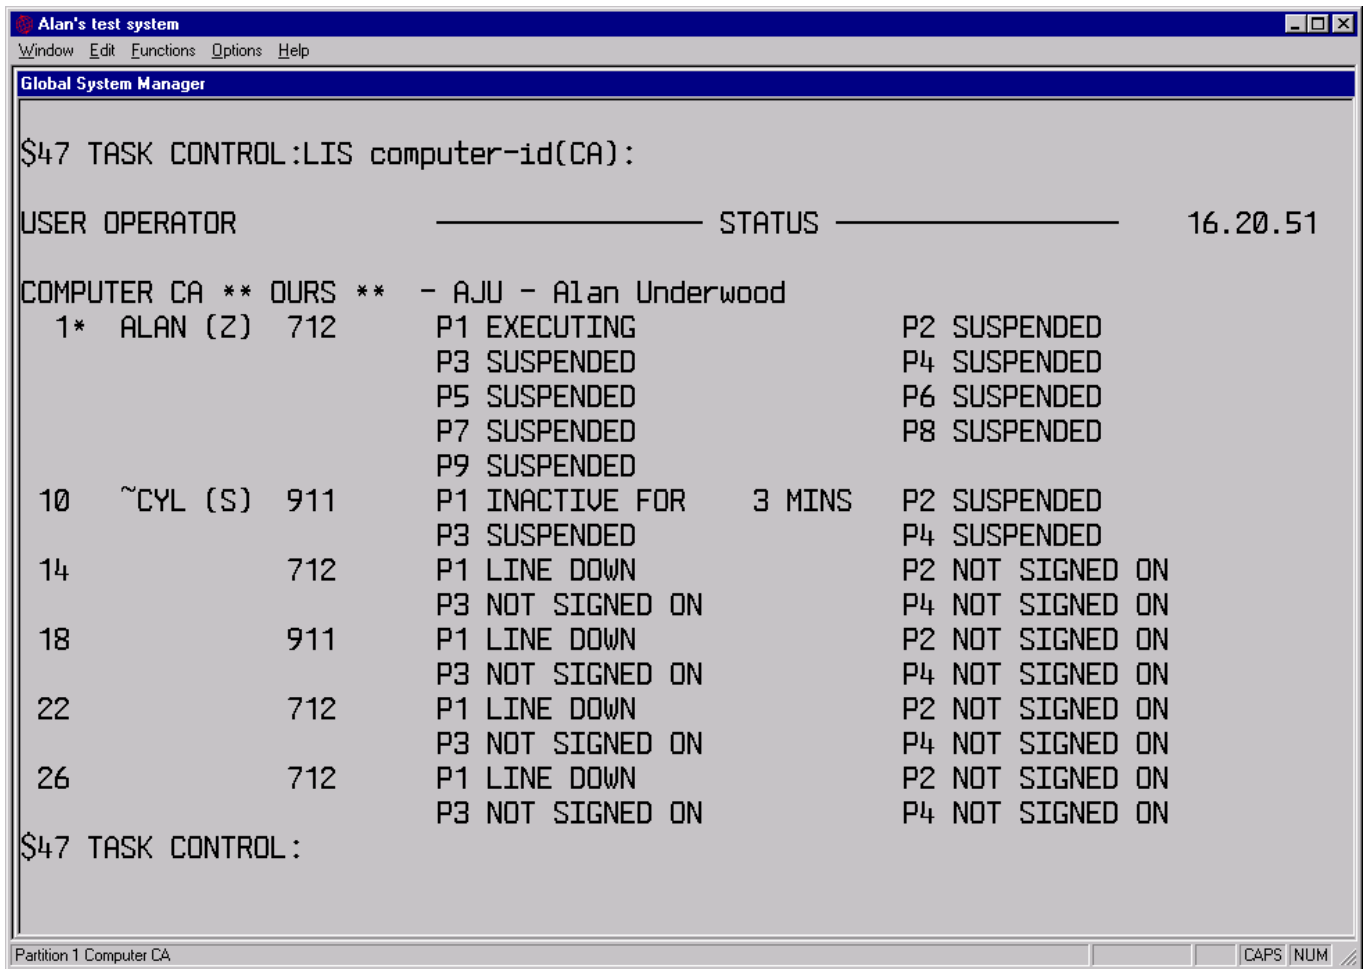 Alan's test system
Window Edit Functions Options Help
Global System Manager
$47 TASK CONTROL:LIS computer-id(CA):
USER OPERATOR STATUS 16.20.51
COMPUTER CA ** OURS ** - AJU - Alan Underwood
1* ALAN (Z) 712 P1 EXECUTING P2 SUSPENDED
P3 SUSPENDED P4 SUSPENDED
P5 SUSPENDED P6 SUSPENDED
P7 SUSPENDED P8 SUSPENDED
P9 SUSPENDED
10 ~CYL (S) 911 P1 INACTIVE FOR 3 MINS P2 SUSPENDED
P3 SUSPENDED P4 SUSPENDED
14 712 P1 LINE DOWN P2 NOT SIGNED ON
P3 NOT SIGNED ON P4 NOT SIGNED ON
18 911 P1 LINE DOWN P2 NOT SIGNED ON
P3 NOT SIGNED ON P4 NOT SIGNED ON
22 712 P1 LINE DOWN P2 NOT SIGNED ON
P3 NOT SIGNED ON P4 NOT SIGNED ON
26 712 P1 LINE DOWN P2 NOT SIGNED ON
P3 NOT SIGNED ON P4 NOT SIGNED ON
$47 TASK CONTROL:
Partition 1 Computer CA CAPS NUM